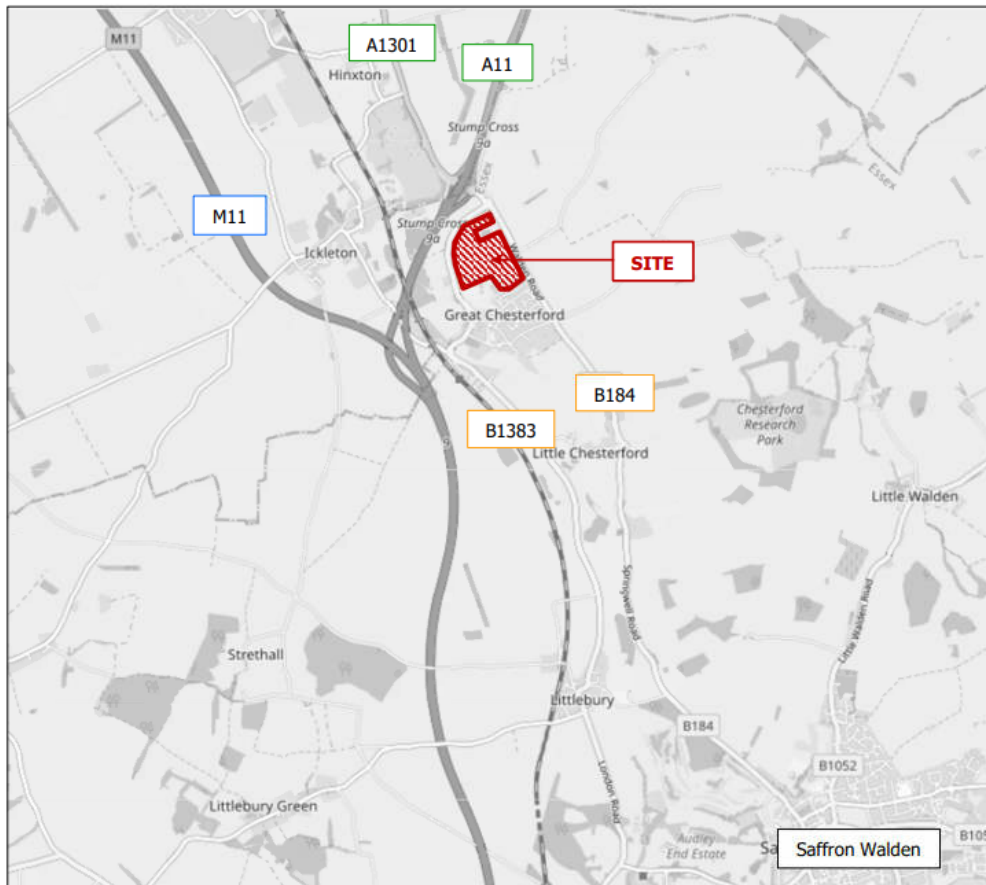 M11
A1301
A11
Hinxton
Stump Cross
9a
Essex
Essex
M11
Stump Cross
9a
Ickleton
SITE
Walden Road
Great Chesterford
B184
Chesterford
Research
Park
B1383
9
Little Chesterford
Little Walden
Springwell Road
Little Walden Road
Strethall
Littlebury
B184
B1052
London Road
Littlebury Green
Audley
End Estate
Saffron Walden